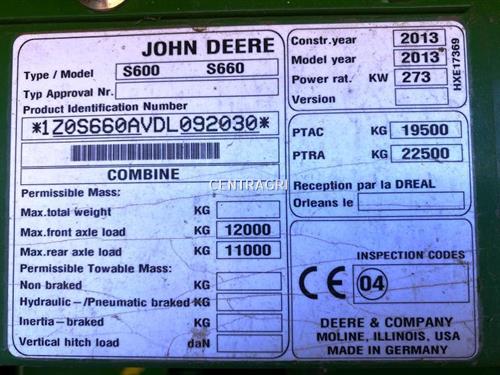 JOHN DEERE
Type / Model S600 S660
Typ Approval Nr.
Product Identification Number
*1Z0S660AVDL092030*
COMBINE
Permissible Mass:
Max.total weight KG
Max.front axle load KG 12000
Max.rear axle load KG 11000
Permissible Towable Mass:
Non braked KG
Hydraulic-/Pneumatic braked KG
Inertia-braked KG
Vertical hitch load daN
Constr.year 2013
Model year 2013
Power rat. KW 273
Version
HXE17369
PTAC KG 19500
PTRA KG 22500
Reception par la DREAL
Orleans le
INSPECTION CODES
CE 04
DEERE & COMPANY
MOLINE, ILLINOIS, USA
MADE IN GERMANY
CENTRAGRI